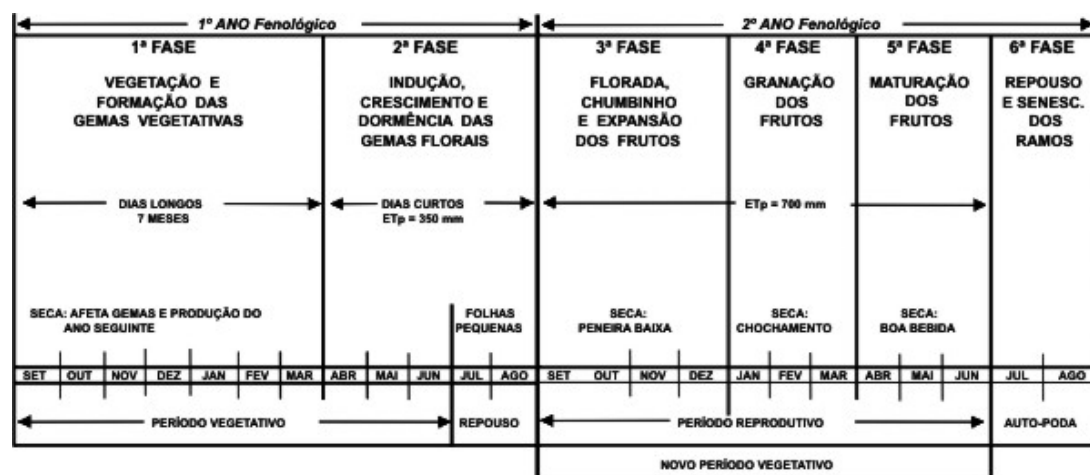 1º ANO Fenológico
2º ANO Fenológico
1ª FASE
VEGETAÇÃO E
FORMAÇÃO DAS
GEMAS VEGETATIVAS
2ª FASE
INDUÇÃO,
CRESCIMENTO E
DORMÊNCIA DAS
GEMAS FLORAIS
3ª FASE
FLORADA,
CHUMBINHO
E EXPANSÃO
DOS FRUTOS
4ª FASE
GRANAÇÃO
DOS
FRUTOS
5ª FASE
MATURAÇÃO
DOS
FRUTOS
6ª FASE
REPOUSO
E SENESC.
DOS
RAMOS
DIAS LONGOS
7 MESES
DIAS CURTOS
ETp = 350 mm
ETp = 700 mm
SECA: AFETA GEMAS E PRODUÇÃO DO
ANO SEGUINTE
FOLHAS
PEQUENAS
SECA:
PENEIRA BAIXA
SECA:
CHOCHAMENTO
SECA:
BOA BEBIDA
SET OUT NOV DEZ JAN FEV MAR ABR MAI JUN JUL AGO SET OUT NOV DEZ JAN FEV MAR ABR MAI JUN JUL AGO
PERÍODO VEGETATIVO
REPOUSO
PERÍODO REPRODUTIVO
AUTO-PODA
NOVO PERÍODO VEGETATIVO